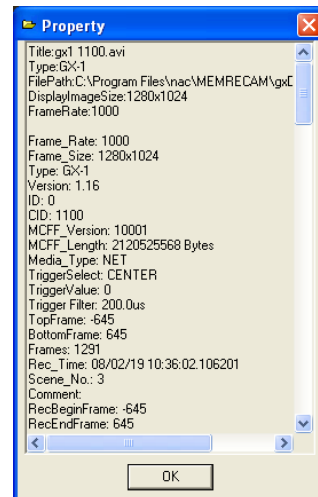 Property
Title:gx1 1100.avi
Type:GX-1
FilePath:C:\Program Files\nac\MEMRECAM\gx
DisplayImageSize:1280x1024
FrameRate:1000
Frame_Rate: 1000
Frame_Size: 1280x1024
Type: GX-1
Version: 1.16
ID: 0
CID: 1100
MCFF_Version: 10001
MCFF_Length: 2120525568 Bytes
Media_Type: NET
TriggerSelect: CENTER
TriggerValue: 0
Trigger Filter: 200.0us
TopFrame: -645
BottomFrame: 645
Frames: 1291
Rec_Time: 08/02/19 10:36:02.106201
Scene_No.: 3
Comment:
RecBeginFrame: -645
RecEndFrame: 645
OK